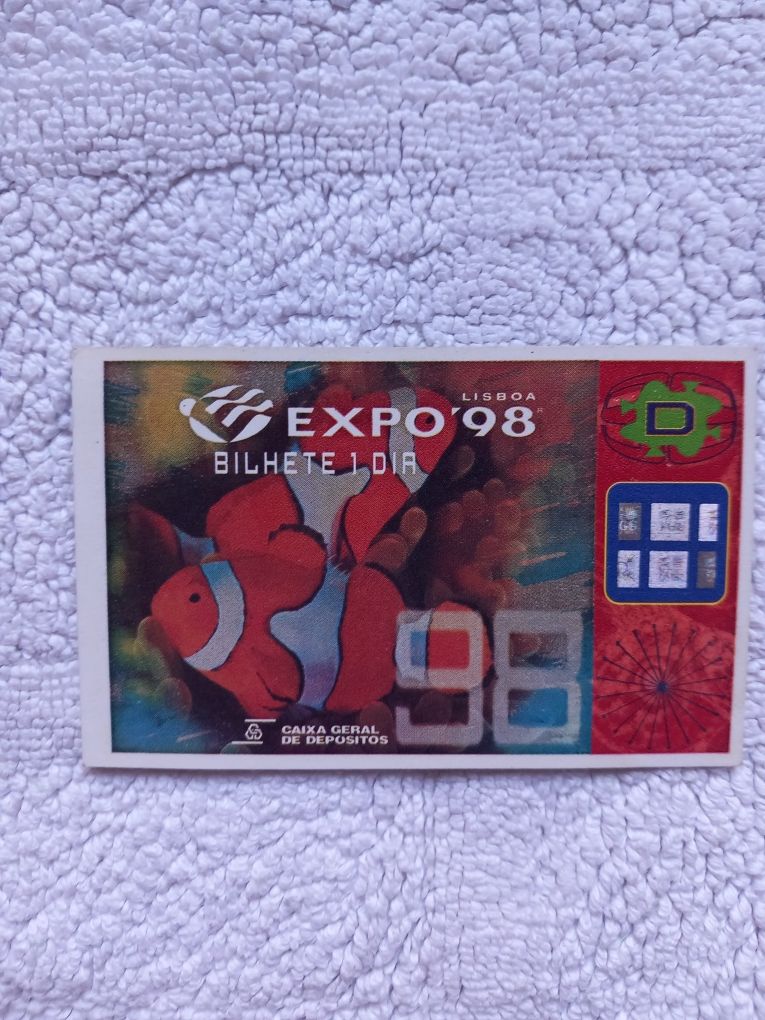 LISBOA
EXPO'98
BILHETE 1 DIA
D
98
CAIXA GERAL
DE DEPÓSITOS